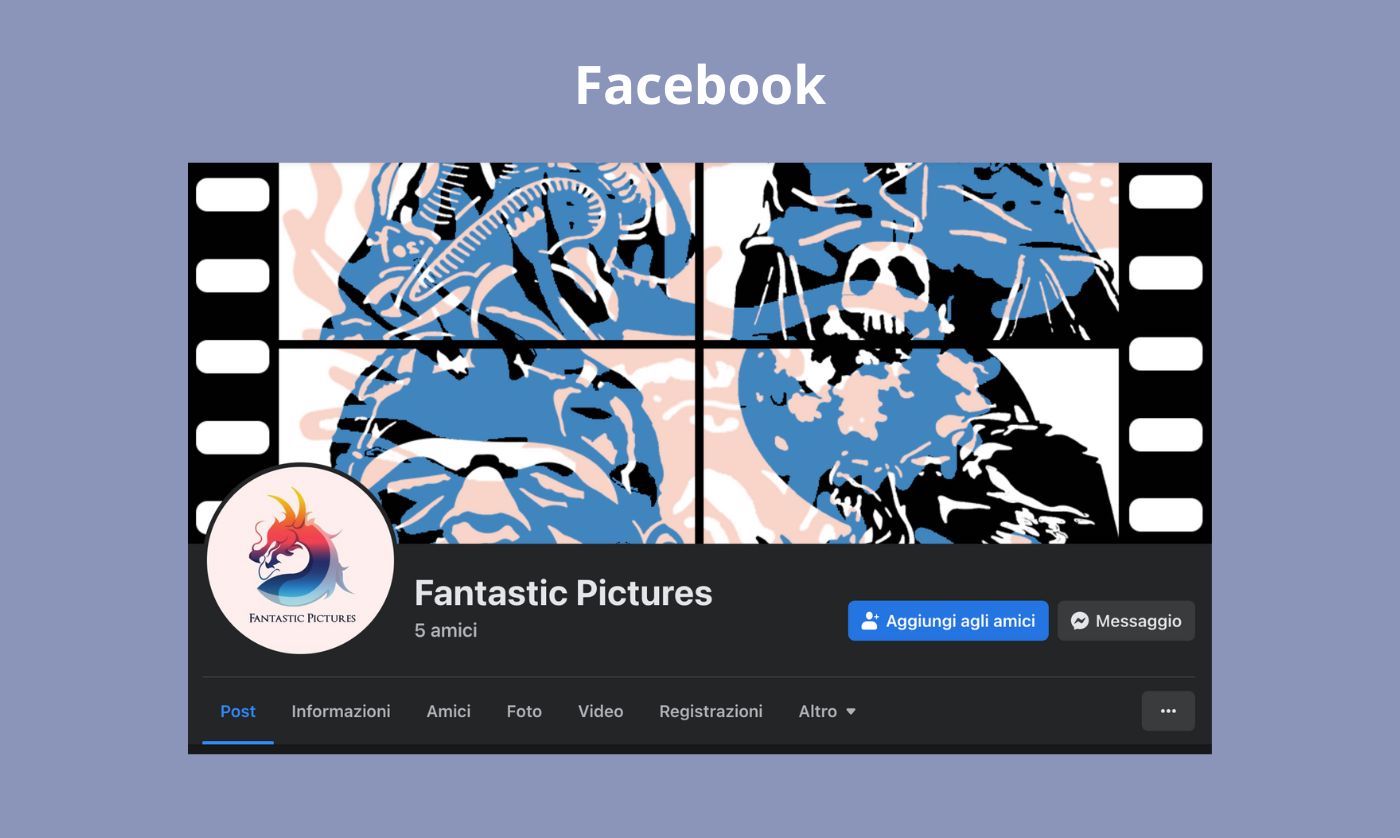 Facebook
FANTASTIC PICTURES
Fantastic Pictures
5 amici
Aggiungi agli amici
Messaggio
Post
Informazioni
Amici
Foto
Video
Registrazioni
Altro